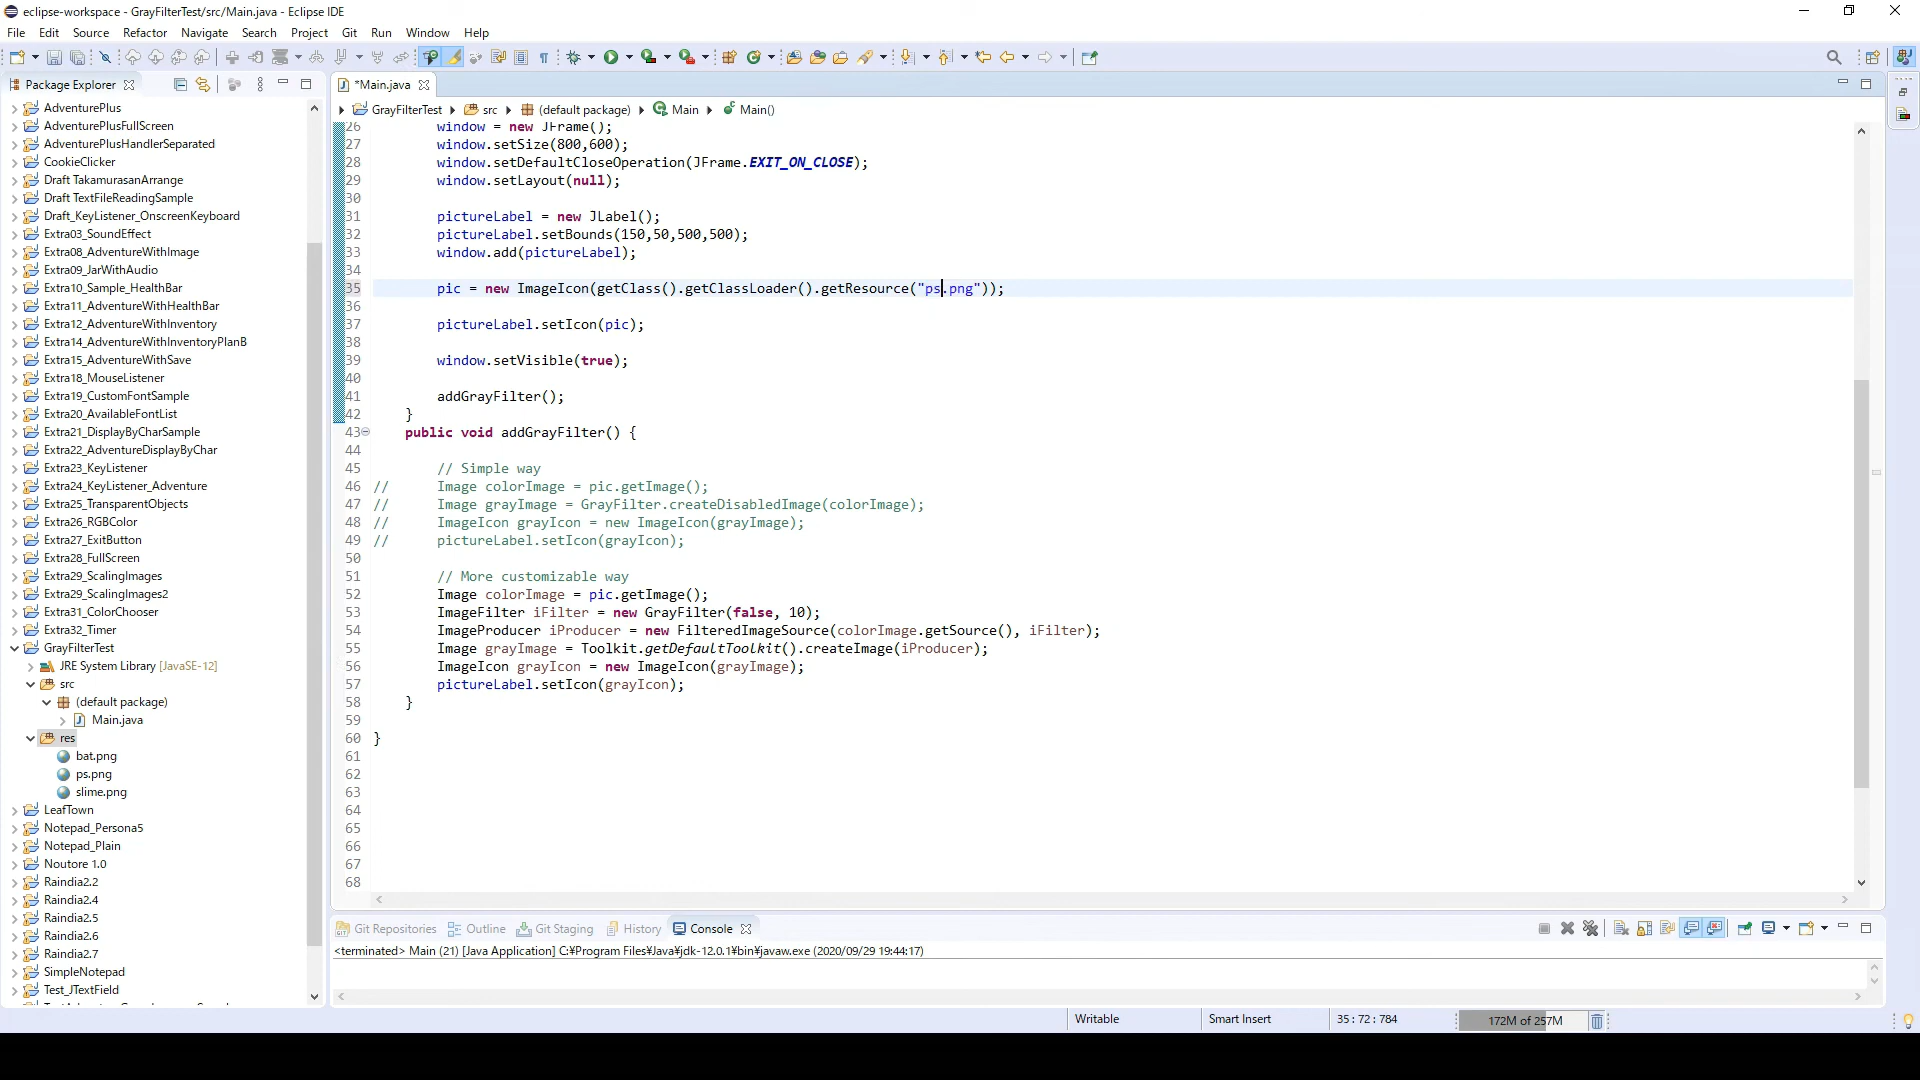 eclipse-workspace - GrayFilterTest/src/Main.java - Eclipse IDE
File Edit Source Refactor Navigate Search Project Git Run Window Help
Package Explorer
AdventurePlus
AdventurePlusFullScreen
AdventurePlusHandlerSeparated
CookieClicker
Draft TakamurasanArrange
Draft TextFileReadingSample
Draft_KeyListener_OnscreenKeyboard
Extra03_SoundEffect
Extra08_AdventureWithImage
Extra09_JarWithAudio
Extra10_Sample_HealthBar
Extra11_AdventureWithHealthBar
Extra12_AdventureWithInventory
Extra14_AdventureWithInventoryPlanB
Extra15_AdventureWithSave
Extra18_MouseListener
Extra19_CustomFontSample
Extra20_AvailableFontList
Extra21_DisplayByCharSample
Extra22_AdventureDisplayByChar
Extra23_KeyListener
Extra24_KeyListener_Adventure
Extra25_TransparentObjects
Extra26_RGBColor
Extra27_ExitButton
Extra28_FullScreen
Extra29_ScalingImages
Extra29_ScalingImages2
Extra31_ColorChooser
Extra32_Timer
GrayFilterTest
JRE System Library [JavaSE-12]
src
(default package)
Main.java
res
bat.png
ps.png
slime.png
LeafTown
Notepad_Persona5
Notepad_Plain
Noutore 1.0
Raindia2.2
Raindia2.4
Raindia2.5
Raindia2.6
Raindia2.7
SimpleNotepad
Test_JTextField
*Main.java
GrayFilterTest src (default package) Main Main()
26 window = new JFrame();
27 window.setSize(800,600);
28 window.setDefaultCloseOperation(JFrame.EXIT_ON_CLOSE);
29 window.setLayout(null);
30
31 pictureLabel = new JLabel();
32 pictureLabel.setBounds(150,50,500,500);
33 window.add(pictureLabel);
34
35 pic = new ImageIcon(getClass().getClassLoader().getResource("ps.png"));
36
37 pictureLabel.setIcon(pic);
38
39 window.setVisible(true);
40
41 addGrayFilter();
42 }
43 public void addGrayFilter() {
44
45 // Simple way
46 // Image colorImage = pic.getImage();
47 // Image grayImage = GrayFilter.createDisabledImage(colorImage);
48 // ImageIcon grayIcon = new ImageIcon(grayImage);
49 // pictureLabel.setIcon(grayIcon);
50
51 // More customizable way
52 Image colorImage = pic.getImage();
53 ImageFilter iFilter = new GrayFilter(false, 10);
54 ImageProducer iProducer = new FilteredImageSource(colorImage.getSource(), iFilter);
55 Image grayImage = Toolkit.getDefaultToolkit().createImage(iProducer);
56 ImageIcon grayIcon = new ImageIcon(grayImage);
57 pictureLabel.setIcon(grayIcon);
58 }
59
60 }
61
62
63
64
65
66
67
68
Git Repositories Outline Git Staging History Console
<terminated> Main (21) [Java Application] C:¥Program Files¥Java¥jdk-12.0.1¥bin¥javaw.exe (2020/09/29 19:44:17)
Writable Smart Insert 35 : 72 : 784 172M of 257M